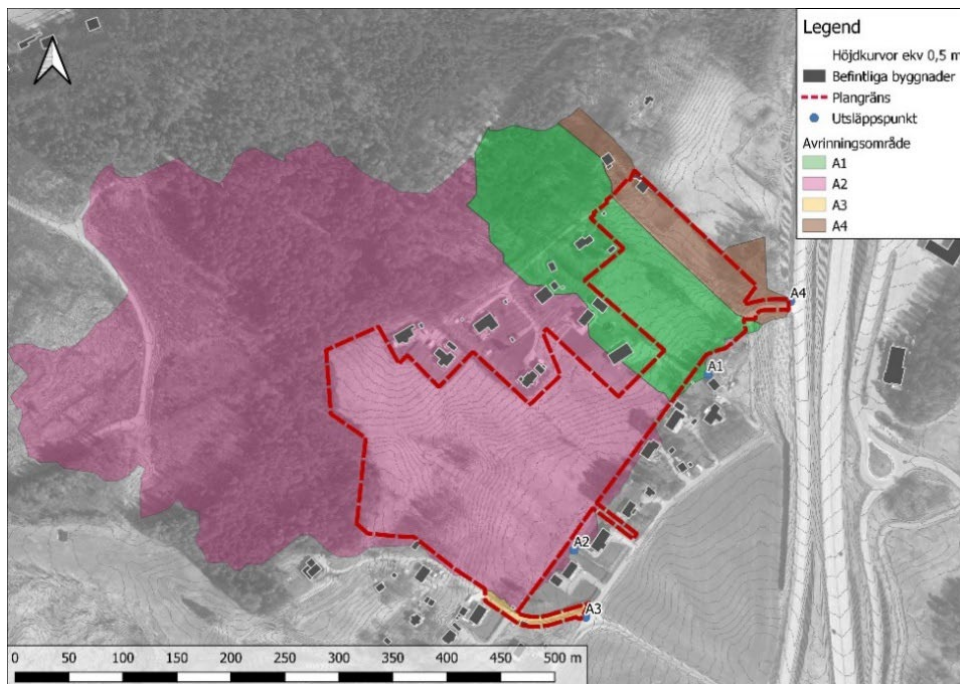 Legend
Höjdkurvor ekv 0,5 m
Befintliga byggnader
Plangräns
Utsläppspunkt
Avrinningsområde
A1
A2
A3
A4
A4
A1
A2
A3
0 50 100 150 200 250 300 350 400 450 500 m